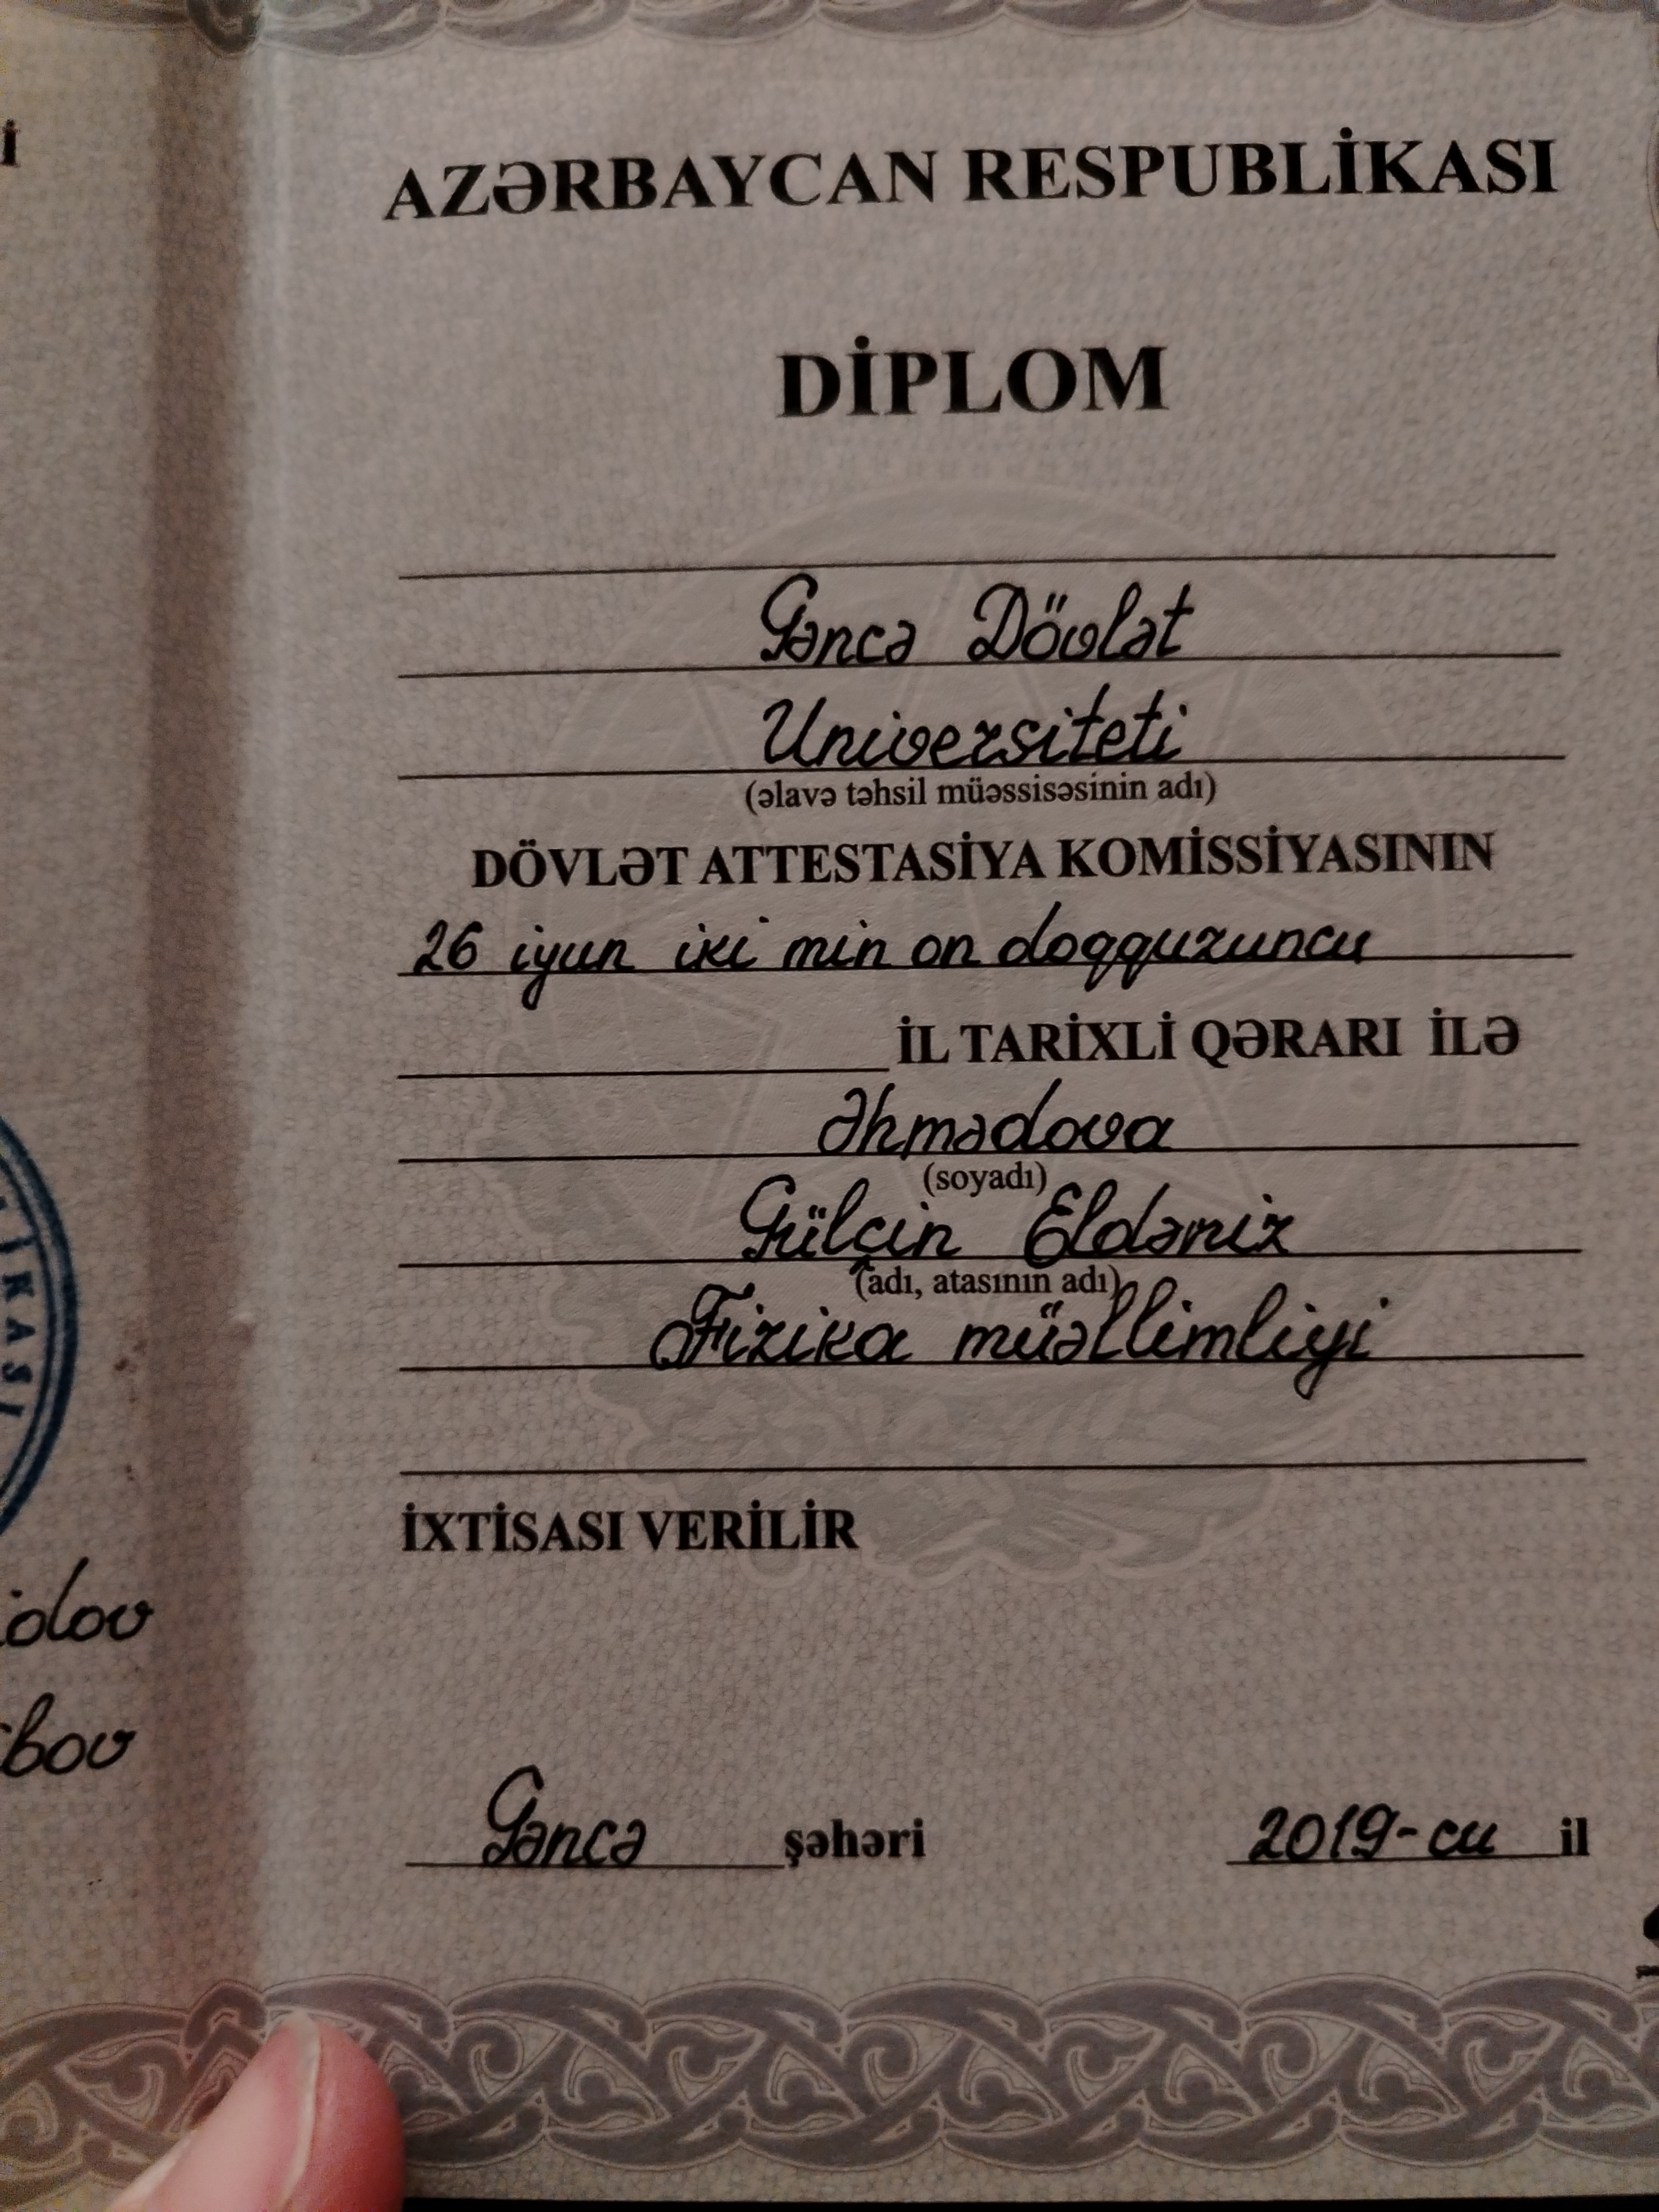 AZƏRBAYCAN RESPUBLİKASI
DİPLOM
Gəncə Dövlət
Universiteti
(əlavə təhsil müəssisəsinin adı)
DÖVLƏT ATTESTASİYA KOMİSSİYASININ
26 iyun iki min on doqquzuncu
İL TARİXLİ QƏRARI İLƏ
Əhmədova
(soyadı)
Gülçin Eldəniz
(adı, atasının adı)
Fizika müəllimliyi
İXTİSASI VERİLİR
Gəncə şəhəri 2019-cu il